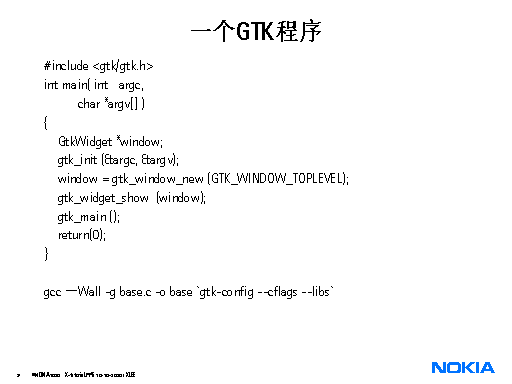 一个GTK程序
#include <gtk/gtk.h>
int main( int argc,
char *argv[] )
{
GtkWidget *window;
gtk_init (&argc, &argv);
window = gtk_window_new (GTK_WINDOW_TOPLEVEL);
gtk_widget_show (window);
gtk_main ();
return(0);
}
gcc —Wall -g base.c -o base `gtk-config --cflags --libs`
NOKIA